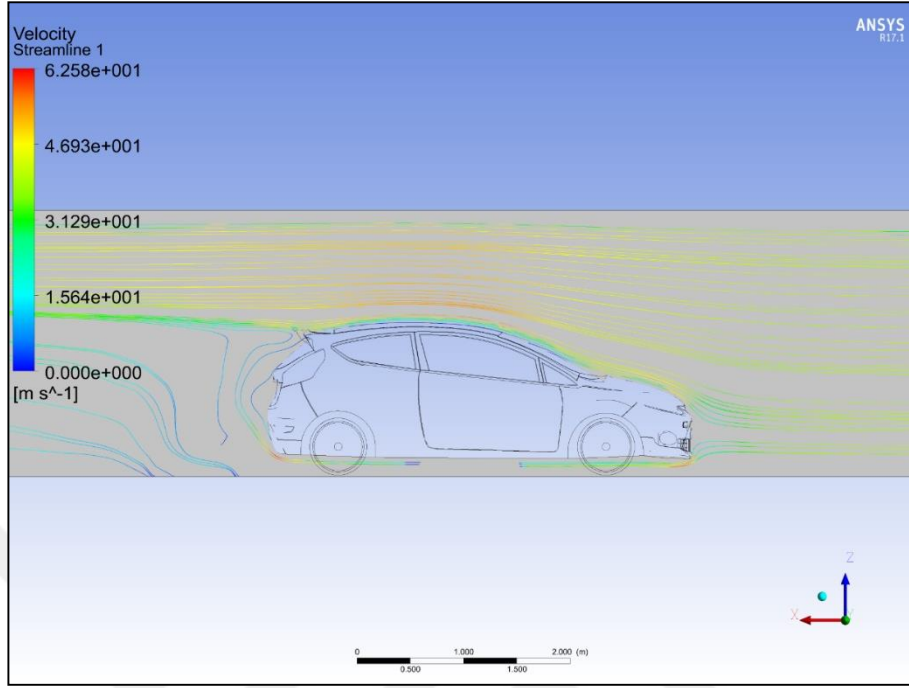 Velocity
Streamline 1
6.258e+001
4.693e+001
3.129e+001
1.564e+001
0.000e+000
[m s^-1]
ANSYS
R17.1
Z
X
0 1.000 2.000 (m)
0.500 1.500